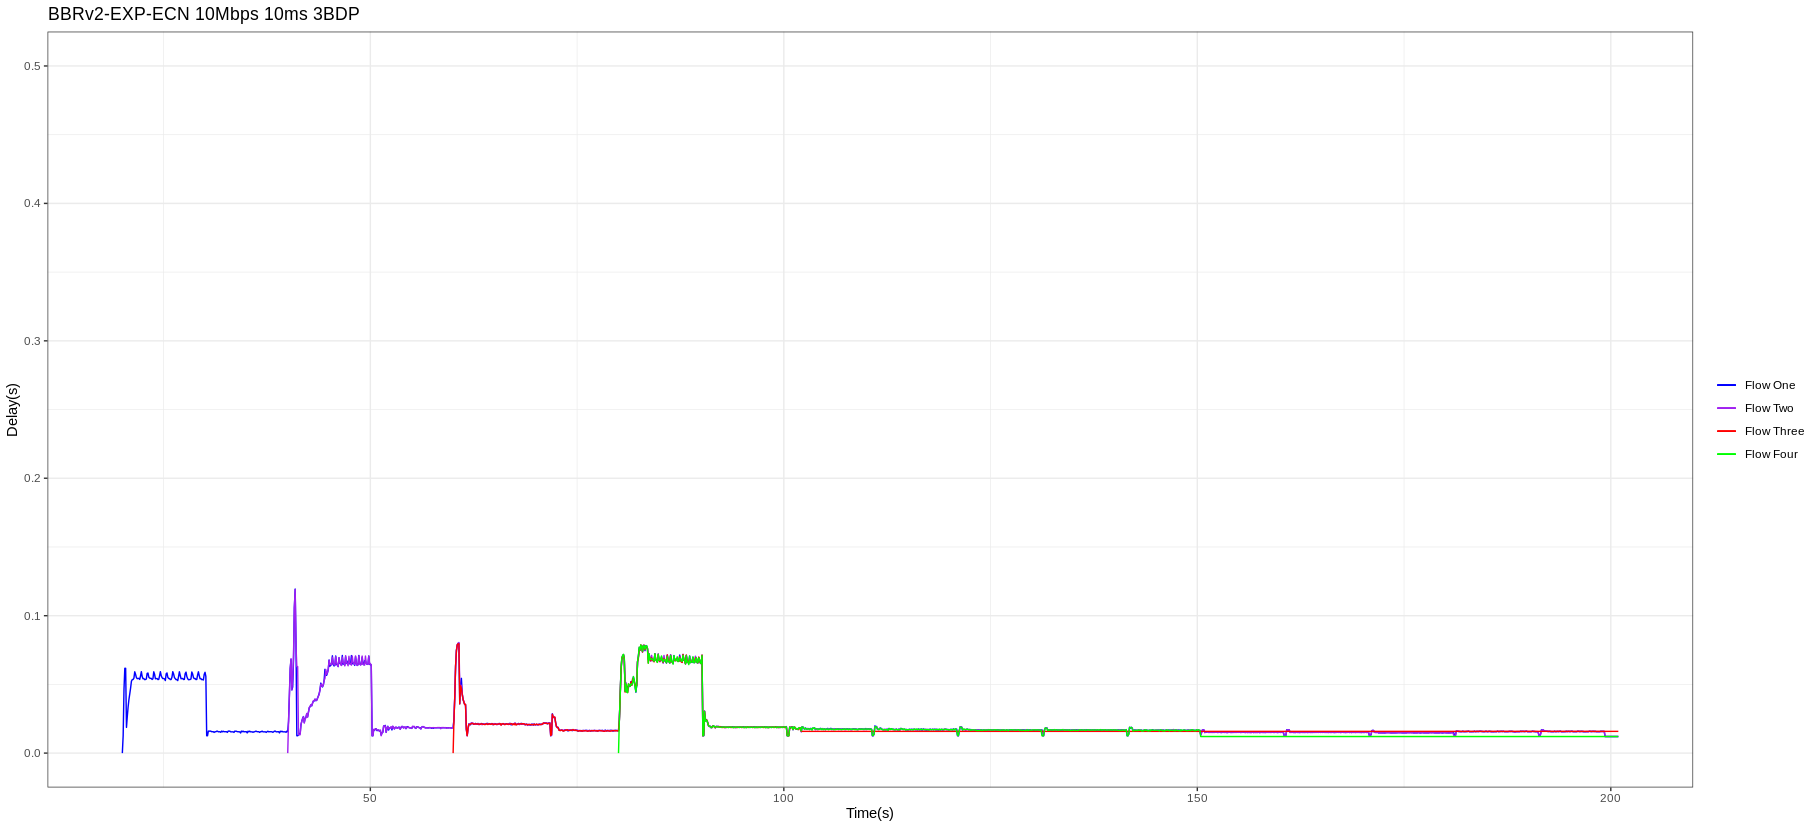 BBRv2-EXP-ECN 10Mbps 10ms 3BDP
0.5
0.4
0.3
0.2
0.1
0.0
Delay(s)
50
100
150
200
Time(s)
Flow One
Flow Two
Flow Three
Flow Four